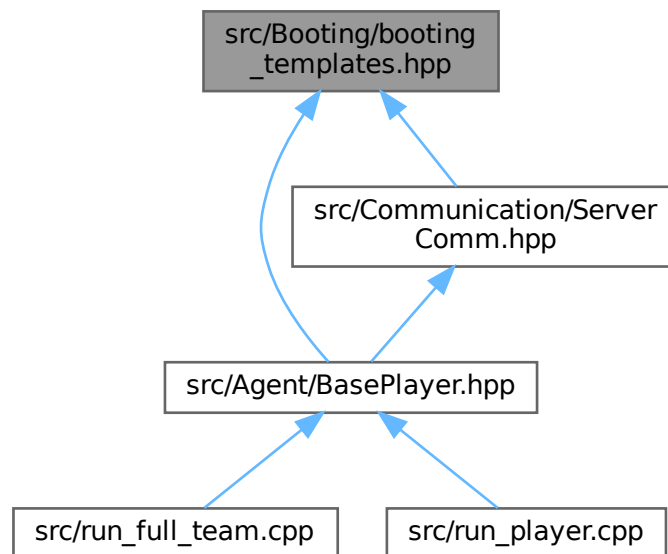 src/Booting/booting
_templates.hpp
src/Communication/Server
Comm.hpp
src/Agent/BasePlayer.hpp
src/run_full_team.cpp
src/run_player.cpp